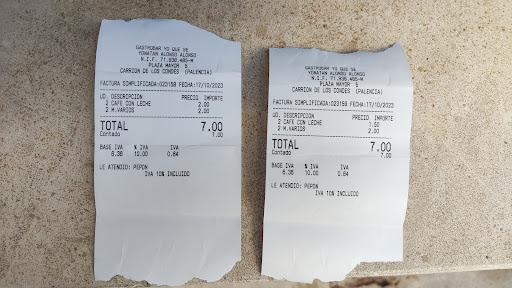 GASTROBAR YO QUE SE
YONATAN ALONSO ALONSO
N.I.F. 71.938.485-W
PLAZA MAYOR 5
CARRION DE LOS CONDES (PALENCIA)
FACTURA SIMPLIFICADA:023159 FECHA:17/10/2023
UD. DESCRIPCION PRECIO IMPORTE
2 CAFE CON LECHE 2.00
2 M.VARIOS 2.00
TOTAL 7.00
Contado 7.00
BASE IVA % IVA IVA
6.36 10.00 0.64
LE ATENDIO: PEPON
IVA 10% INCLUIDO
GASTROBAR YO QUE SE
YONATAN ALONSO ALONSO
N.I.F. 71.938.485-W
PLAZA MAYOR 5
CARRION DE LOS CONDES (PALENCIA)
FACTURA SIMPLIFICADA:023158 FECHA:17/10/2023
UD. DESCRIPCION PRECIO IMPORTE
2 CAFE CON LECHE 1.50
2 M.VARIOS 2.00
TOTAL 7.00
Contado 7.00
BASE IVA % IVA IVA
6.36 10.00 0.64
LE ATENDIO: PEPON
IVA 10% INCLUIDO